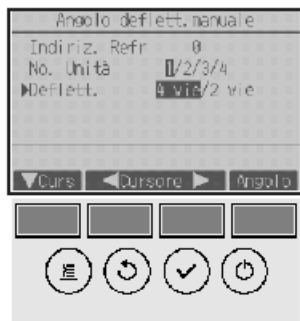 Angolo deflett. manuale
Indiriz. Refr 0
No. Unità 1/2/3/4
▶Deflett. 4 vie/2 vie
▼Curs ◀Cursore▶ Angolo